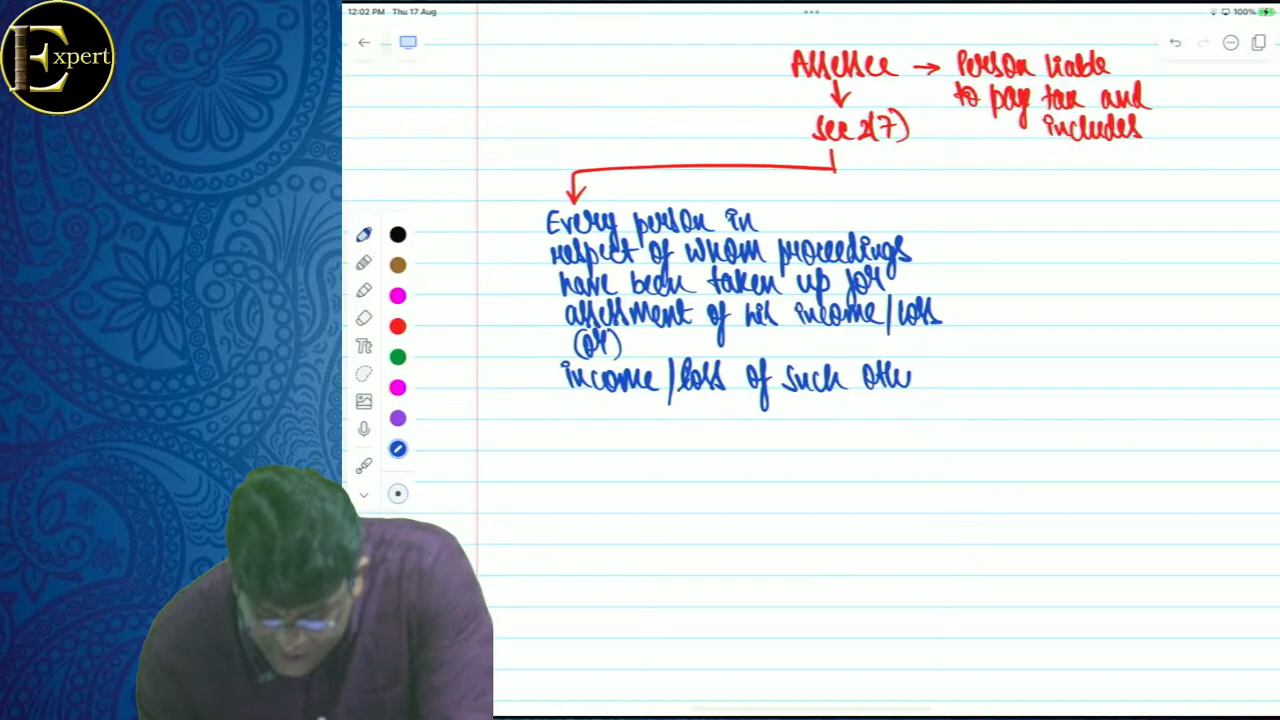 12:02 PM Thu 17 Aug
100%
Expert
Assessee → Person liable
to pay tax and
includes
sec 2(7)
Every person in
respect of whom proceedings
have been taken up for
assessment of his income/loss
(or)
income/loss of such othe